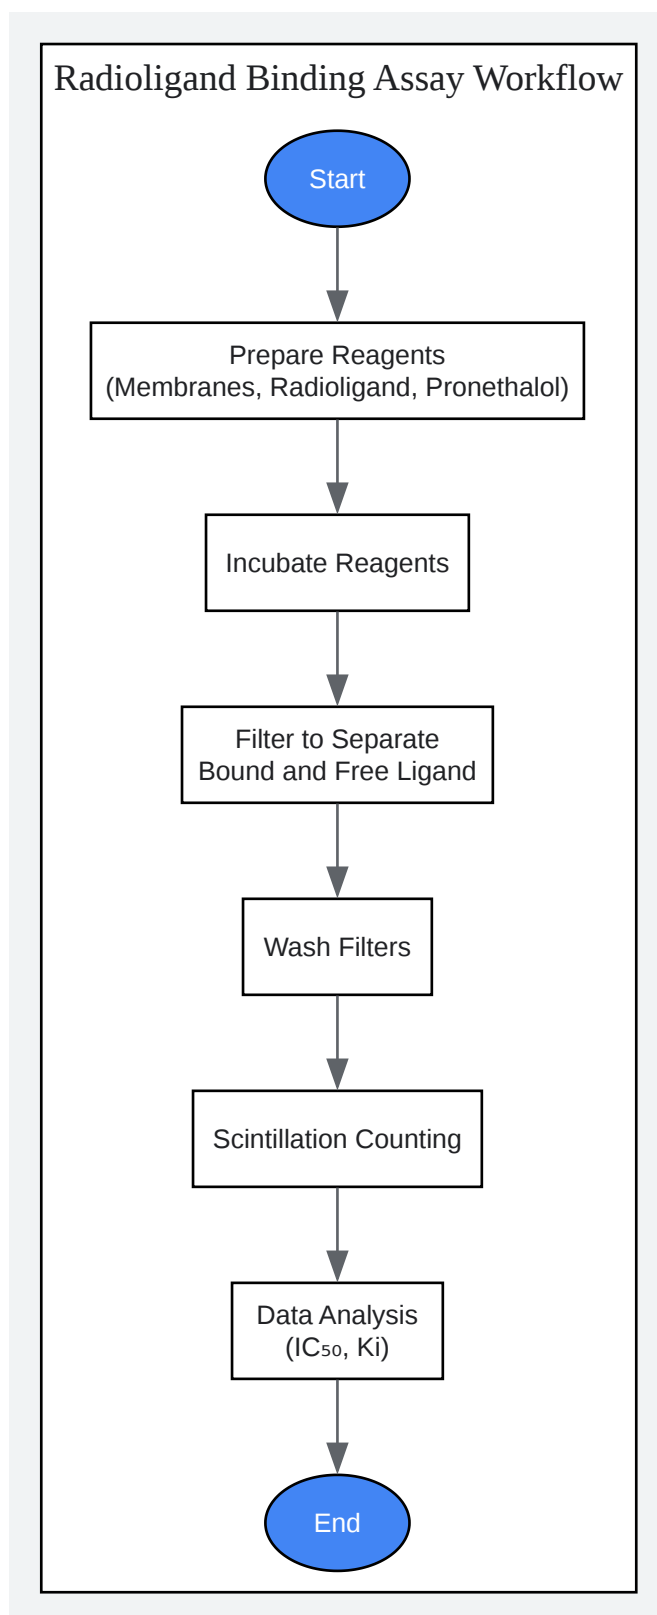 Radioligand Binding Assay Workflow
Start
Prepare Reagents
(Membranes, Radioligand, Pronethalol)
Incubate Reagents
Filter to Separate
Bound and Free Ligand
Wash Filters
Scintillation Counting
Data Analysis
(IC₅₀, Ki)
End